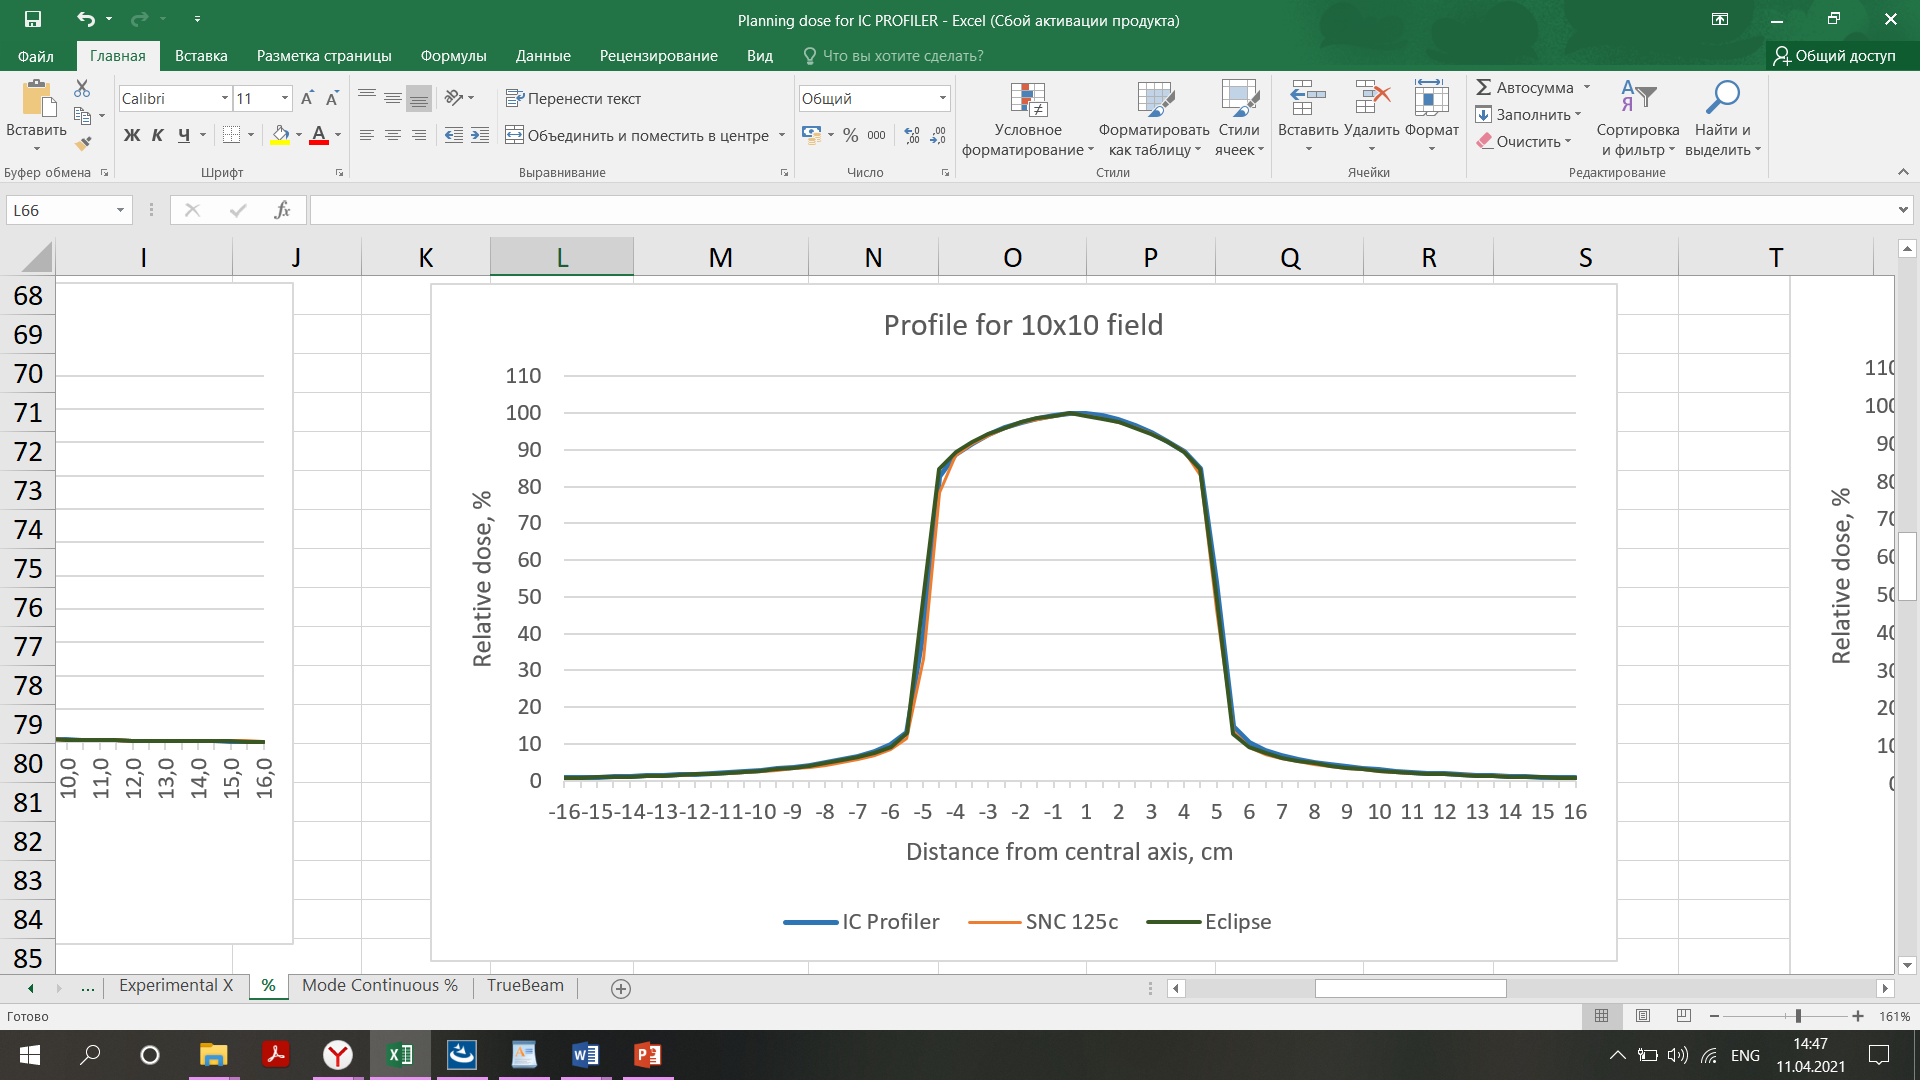 Planning dose for IC PROFILER - Excel (Сбой активации продукта)
Файл Главная Вставка Разметка страницы Формулы Данные Рецензирование Вид Что вы хотите сделать? Общий доступ
Вставить
Буфер обмена
Calibri 11
Ж К Ч А
Шрифт
Перенести текст
Объединить и поместить в центре
Выравнивание
Общий
% 000
Число
Условное форматирование
Форматировать как таблицу
Стили ячеек
Стили
Вставить Удалить Формат
Ячейки
Автосумма
Заполнить
Очистить
Сортировка и фильтр
Найти и выделить
Редактирование
L66 fx
I J K L M N O P Q R S T
68
69
70
71
72
73
74
75
76
77
78
79
80
81
82
83
84
85
10,0 11,0 12,0 13,0 14,0 15,0 16,0
Profile for 10x10 field
Relative dose, %
110
100
90
80
70
60
50
40
30
20
10
0
-16 -15 -14 -13 -12 -11 -10 -9 -8 -7 -6 -5 -4 -3 -2 -1 1 2 3 4 5 6 7 8 9 10 11 12 13 14 15 16
Distance from central axis, cm
IC Profiler SNC 125c Eclipse
Relative dose, %
... Experimental X % Mode Continuous % TrueBeam
Готово 161%
ENG 14:47
11.04.2021